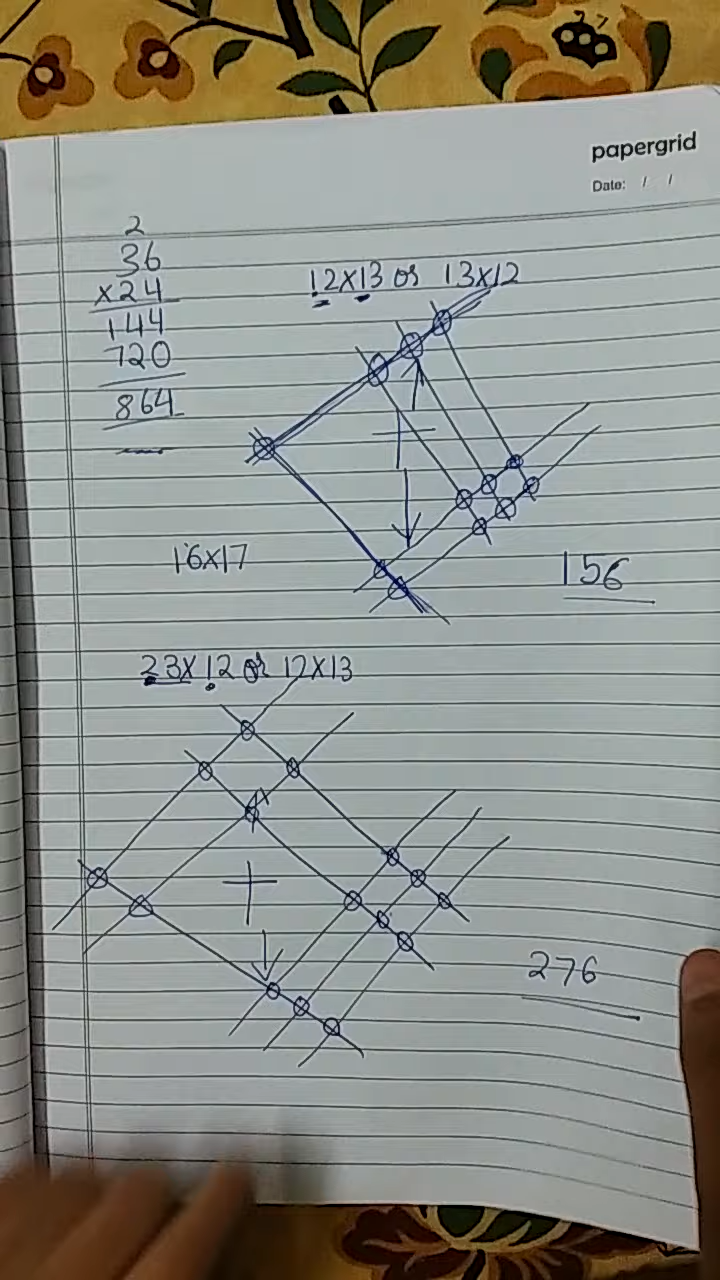 papergrid
Date: / /
2
36
x24
144
720
864
12x13 or 13x12
16x17
156
23x12 or 12x13
276